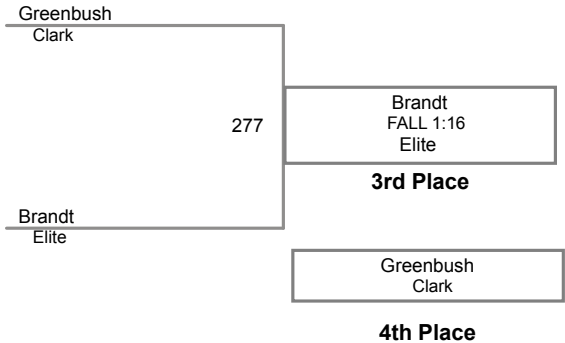 Greenbush
Clark
277
Brandt
FALL 1:16
Elite
3rd Place
Brandt
Elite
Greenbush
Clark
4th Place